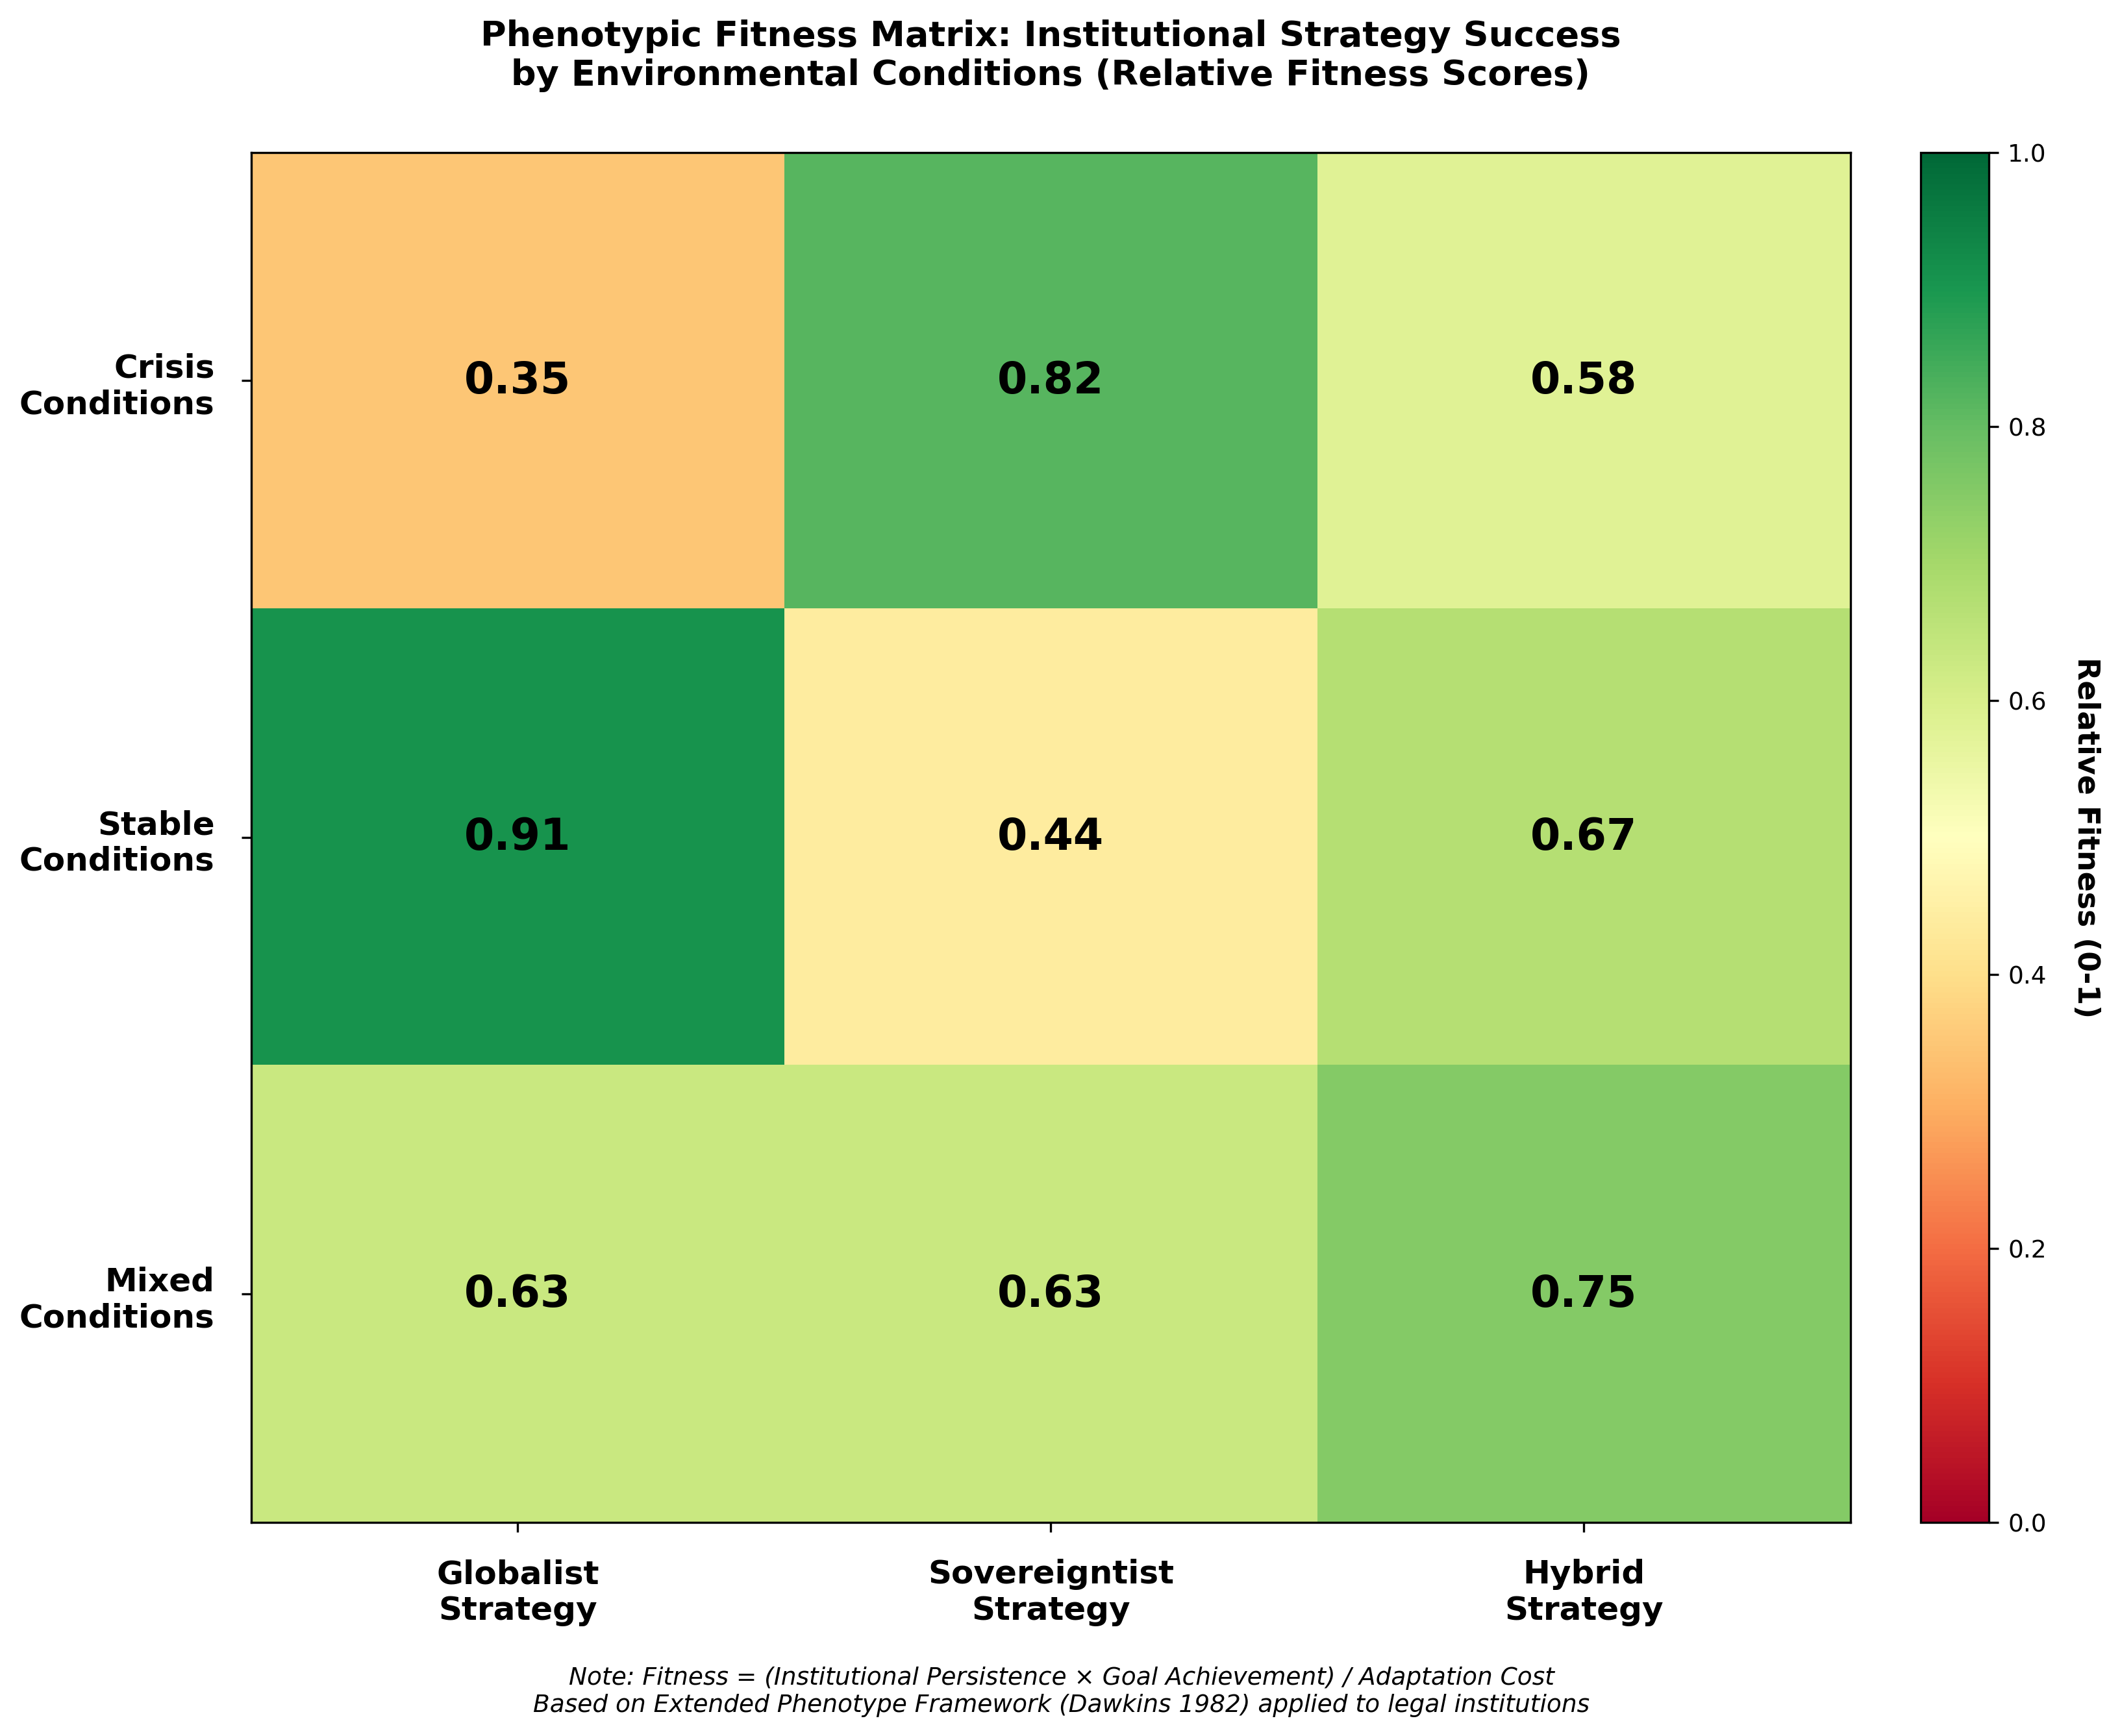 Phenotypic Fitness Matrix: Institutional Strategy Success
by Environmental Conditions (Relative Fitness Scores)
Crisis
Conditions
0.35
0.82
0.58
Stable
Conditions
0.91
0.44
0.67
Mixed
Conditions
0.63
0.63
0.75
Globalist
Strategy
Sovereigntist
Strategy
Hybrid
Strategy
1.0
0.8
0.6
0.4
0.2
0.0
Relative Fitness (0-1)
Note: Fitness = (Institutional Persistence × Goal Achievement) / Adaptation Cost
Based on Extended Phenotype Framework (Dawkins 1982) applied to legal institutions